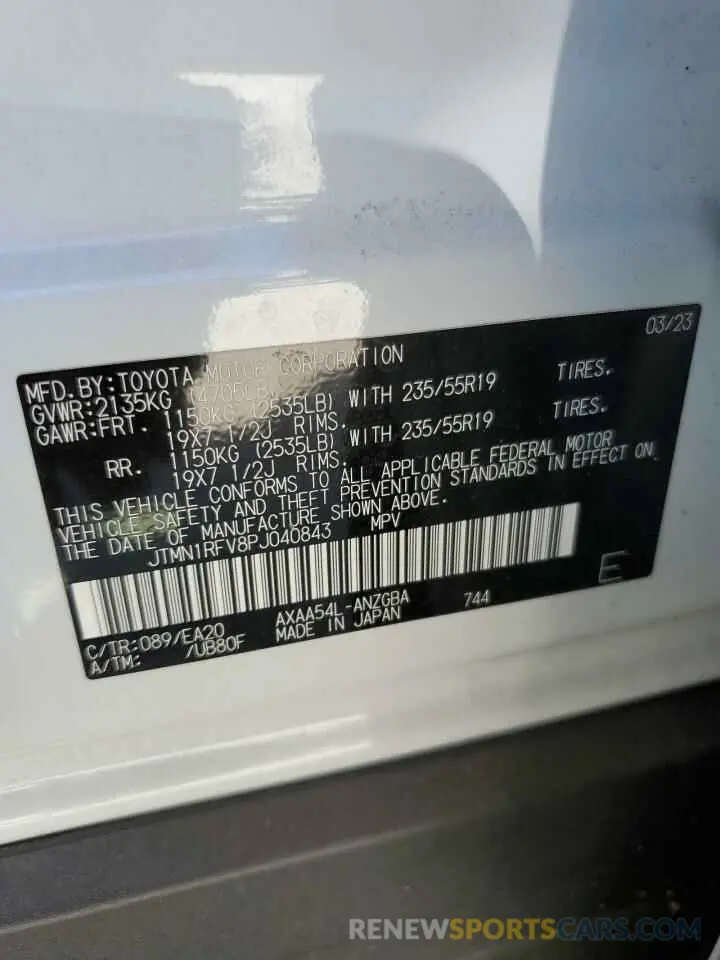 03/23
MFD. BY: TOYOTA MOTOR CORPORATION
GVWR: 2135KG (4705LB)
GAWR: FRT. 1150KG (2535LB) WITH 235/55R19 TIRES.
19X7 1/2J RIMS.
RR. 1150KG (2535LB) WITH 235/55R19 TIRES.
19X7 1/2J RIMS.
THIS VEHICLE CONFORMS TO ALL APPLICABLE FEDERAL MOTOR
VEHICLE SAFETY AND THEFT PREVENTION STANDARDS IN EFFECT ON
THE DATE OF MANUFACTURE SHOWN ABOVE.
JTMN1RFV8PJ040843 MPV
E
C/TR: 089/EA20 AXAA54L-ANZGBA 744
A/TM: /UB80F MADE IN JAPAN
RENEWSPORTSCARS.COM